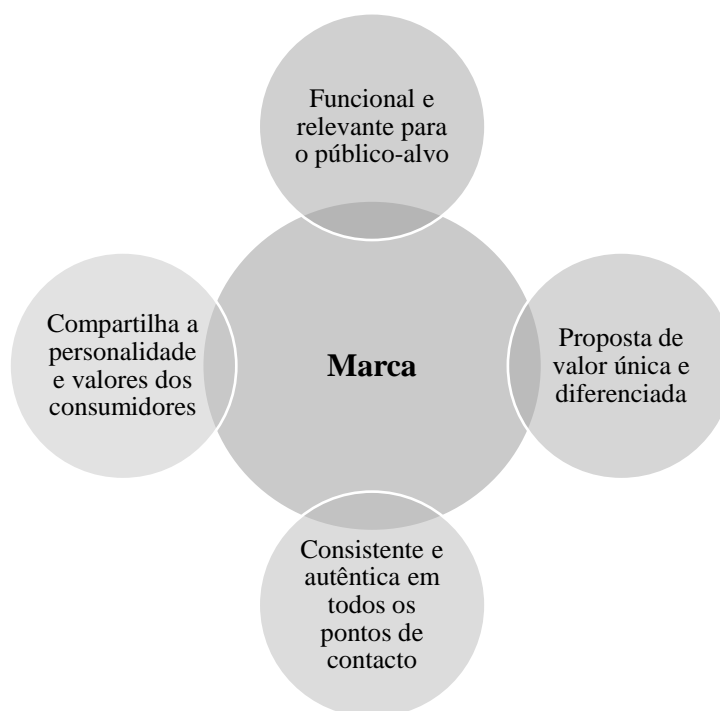 Funcional e
relevante para
o público-alvo
Compartilha a
personalidade
e valores dos
consumidores
Marca
Proposta de
valor única e
diferenciada
Consistente e
autêntica em
todos os
pontos de
contacto